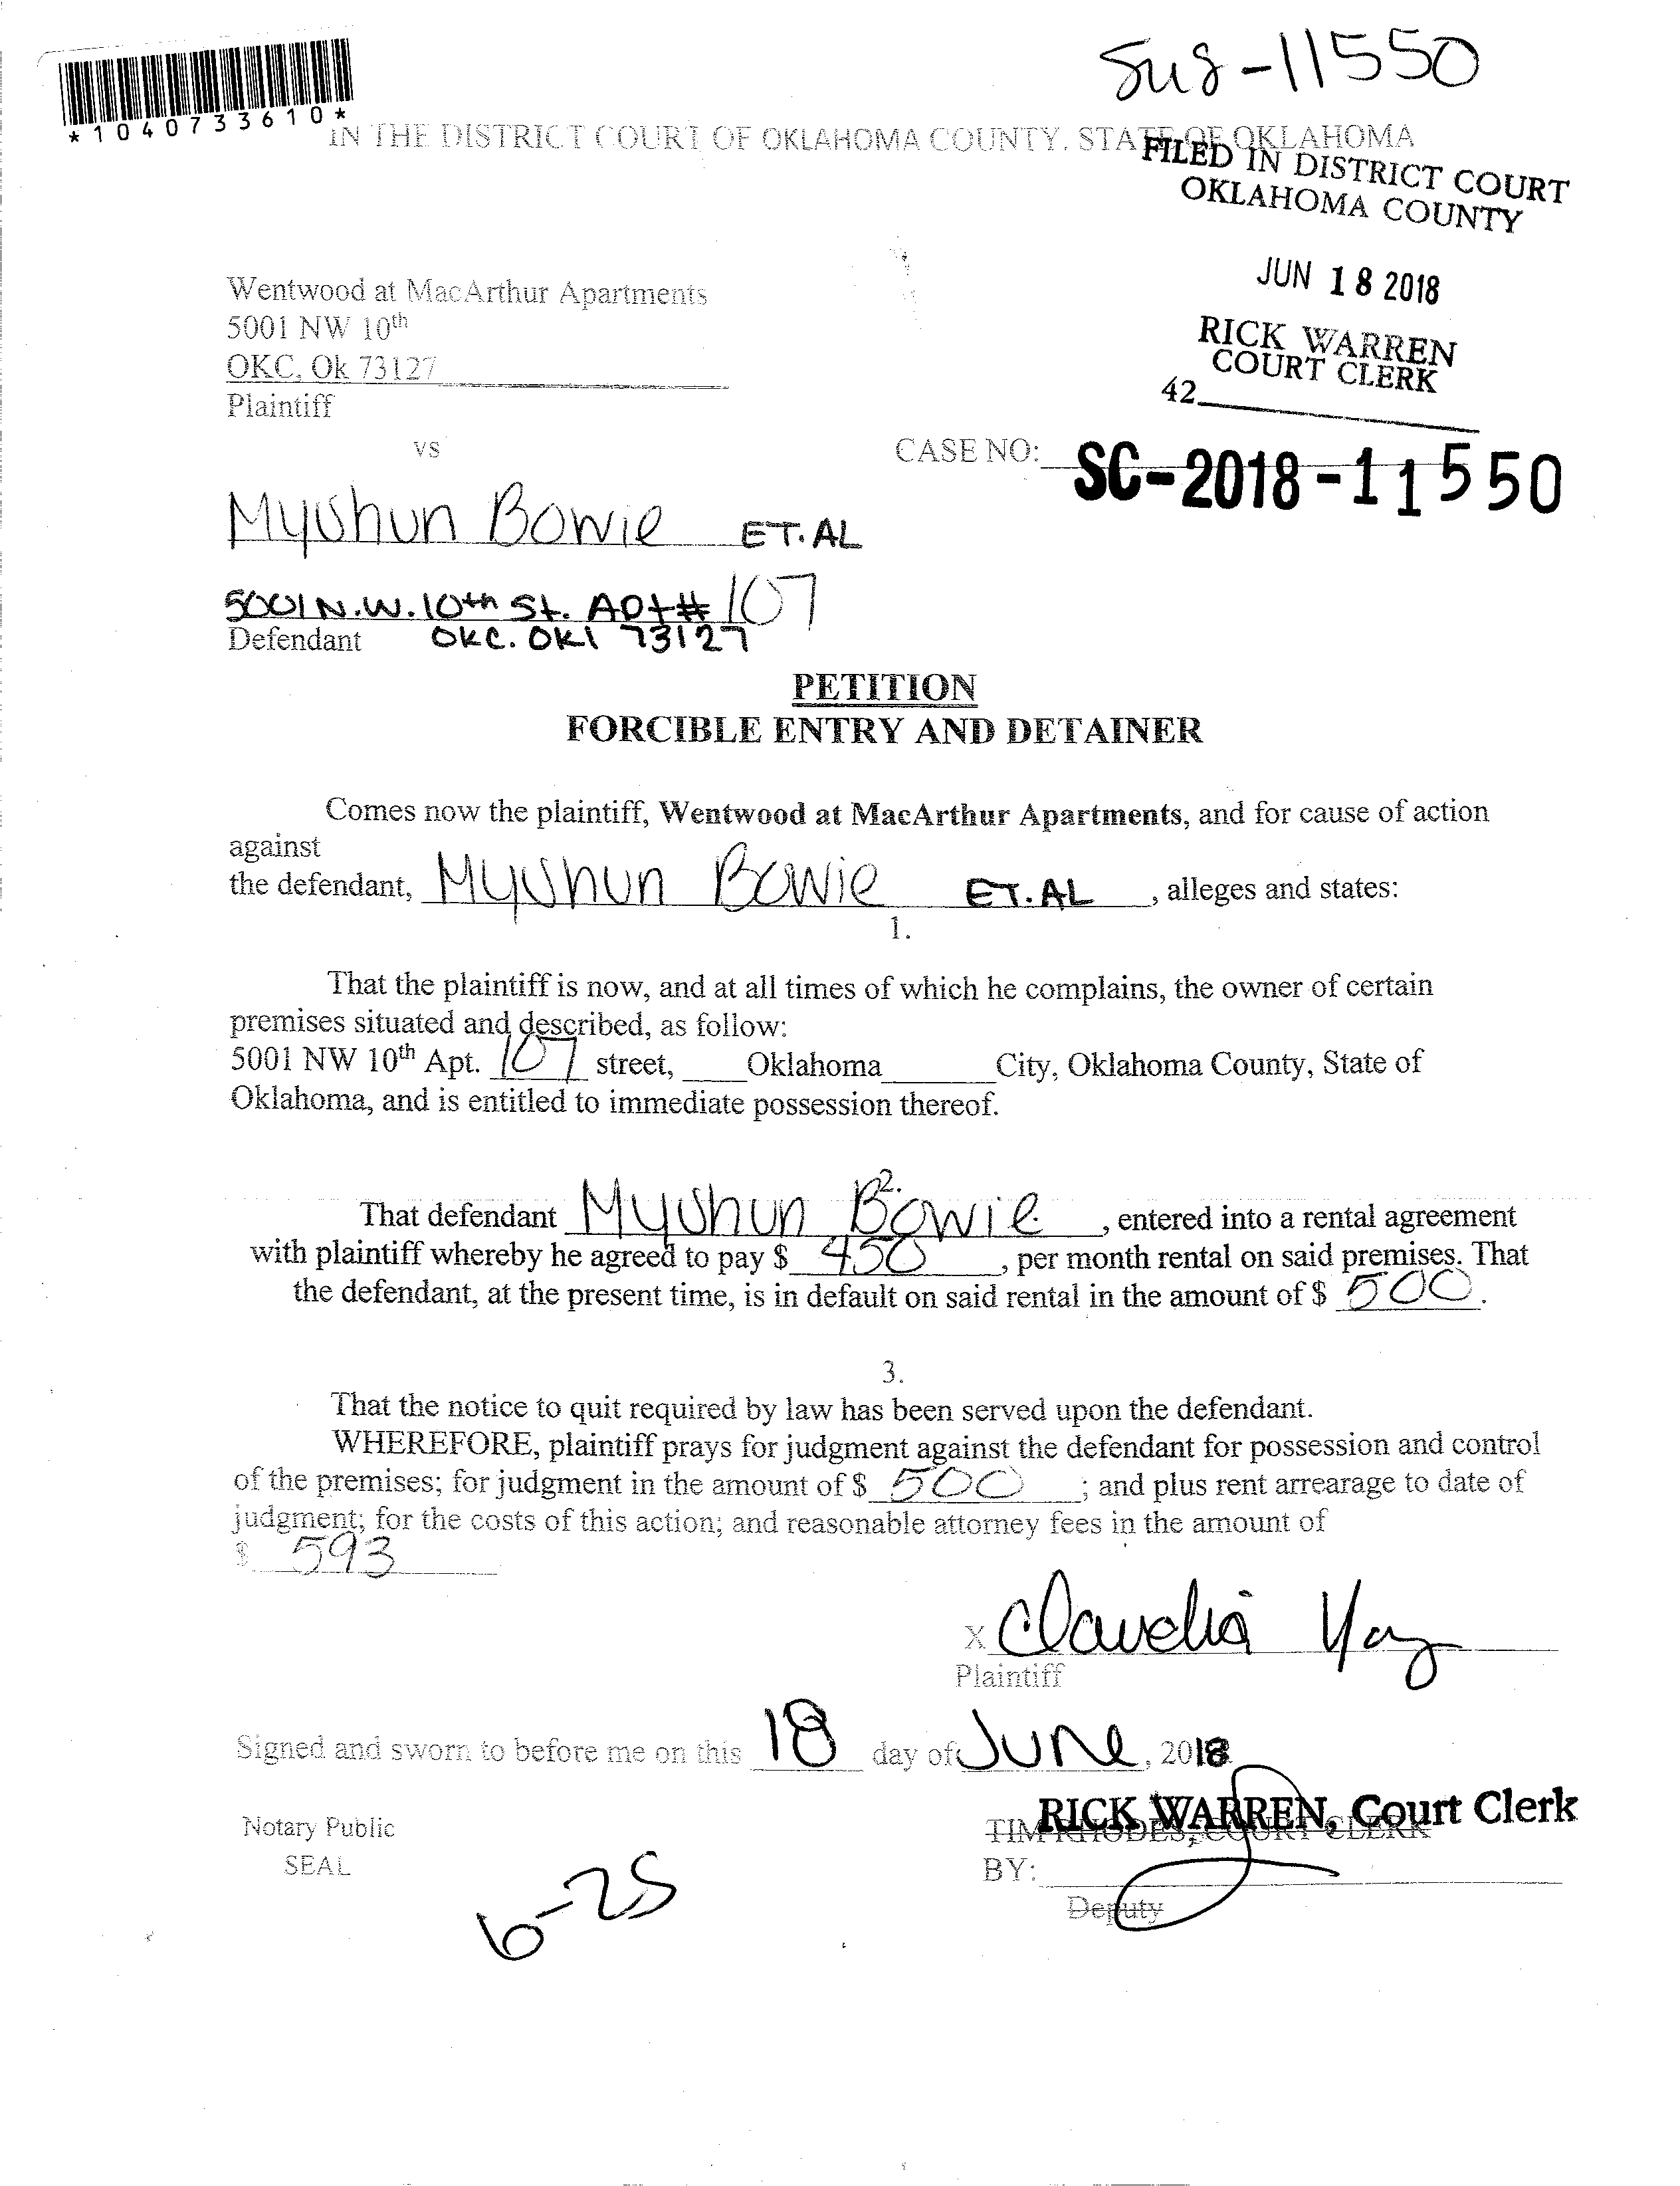 SC18-11550
*1040733610*
IN THE DISTRICT COURT OF OKLAHOMA COUNTY, STATE OF OKLAHOMA
FILED IN DISTRICT COURT
OKLAHOMA COUNTY
JUN 18 2018
RICK WARREN
COURT CLERK
42
Wentwood at MacArthur Apartments
5001 NW 10th
OKC, Ok 73127
Plaintiff
vs
CASE NO: SC-2018-11550
Myshun Bowie ET.AL
5001 N.W. 10th St. Apt# 107
Defendant OKC. OKl 73127
PETITION
FORCIBLE ENTRY AND DETAINER
Comes now the plaintiff, Wentwood at MacArthur Apartments, and for cause of action
against
the defendant, Myshun Bowie ET.AL, alleges and states:
1.
That the plaintiff is now, and at all times of which he complains, the owner of certain
premises situated and described, as follow:
5001 NW 10th Apt. 107 street, Oklahoma City, Oklahoma County, State of
Oklahoma, and is entitled to immediate possession thereof.
2.
That defendant Myshun Bowie, entered into a rental agreement
with plaintiff whereby he agreed to pay $ 450, per month rental on said premises. That
the defendant, at the present time, is in default on said rental in the amount of $ 500.
3.
That the notice to quit required by law has been served upon the defendant.
WHEREFORE, plaintiff prays for judgment against the defendant for possession and control
of the premises; for judgment in the amount of $ 500; and plus rent arrearage to date of
judgment; for the costs of this action; and reasonable attorney fees in the amount of
$ 593
X Claudia
Plaintiff
Signed and sworn to before me on this 18 day of June, 2018
RICK WARREN, Court Clerk
Notary Public TIM RHODES, COURT CLERK
SEAL BY:
Deputy
6-25